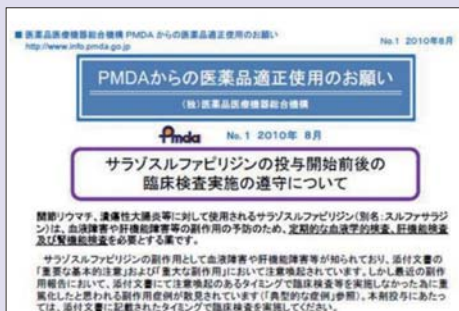 ■ 医薬品医療機器総合機構 PMDA からの医薬品適正使用のお願い
http://www.info.pmda.go.jp
No.1 2010年8月
PMDAからの医薬品適正使用のお願い
(独)医薬品医療機器総合機構
Pmda No.1 2010年 8月
サラゾスルファピリジンの投与開始前後の
臨床検査実施の遵守について
関節リウマチ、潰瘍性大腸炎等に対して使用されるサラゾスルファピリジン(別名:スルファサラジ
ン)は、血液障害や肝機能障害等の副作用の予防のため、定期的な血液学的検査、肝機能検査
及び腎機能検査を必要とする薬です。
サラゾスルファピリジンの副作用として血液障害や肝機能障害等が知られており、添付文書の
「重要な基本的注意」および「重大な副作用」において注意喚起されています。しかし最近の副作
用報告において、添付文書にて注意喚起のあるタイミングで臨床検査等を実施しなかった為に重
篤化したと思われる副作用症例が散見されています(「典型的な症例」参照)。本剤投与にあたっ
ては、添付文書に記載されたタイミングで臨床検査を実施してください。